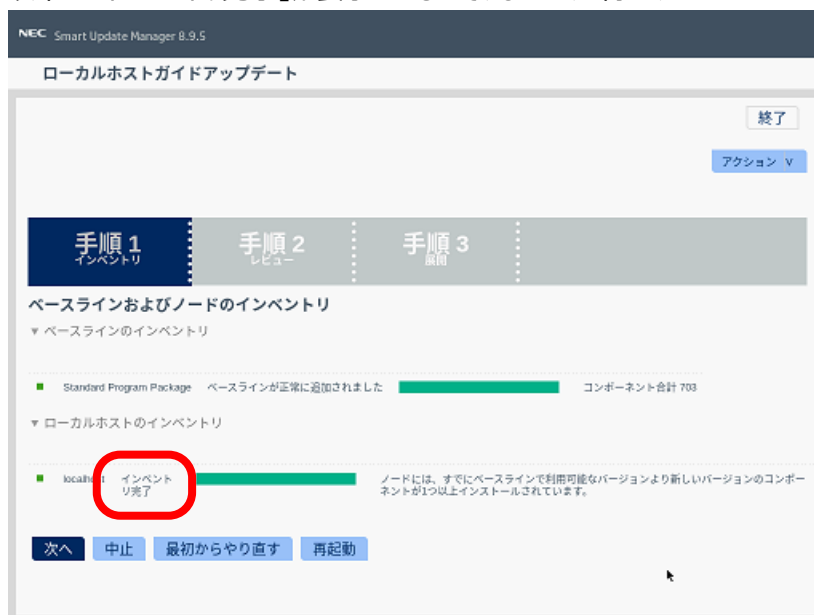 NEC Smart Update Manager 8.9.5
ローカルホストガイドアップデート
終了
アクション ∨
手順 1
インベントリ
手順 2
レビュー
手順 3
展開
ベースラインおよびノードのインベントリ
▼ ベースラインのインベントリ
Standard Program Package ベースラインが正常に追加されました コンポーネント合計 703
▼ ローカルホストのインベントリ
localhost インベント
リ完了
ノードには、すでにベースラインで利用可能なバージョンより新しいバージョンのコンポー
ネントが1つ以上インストールされています。
次へ 中止 最初からやり直す 再起動